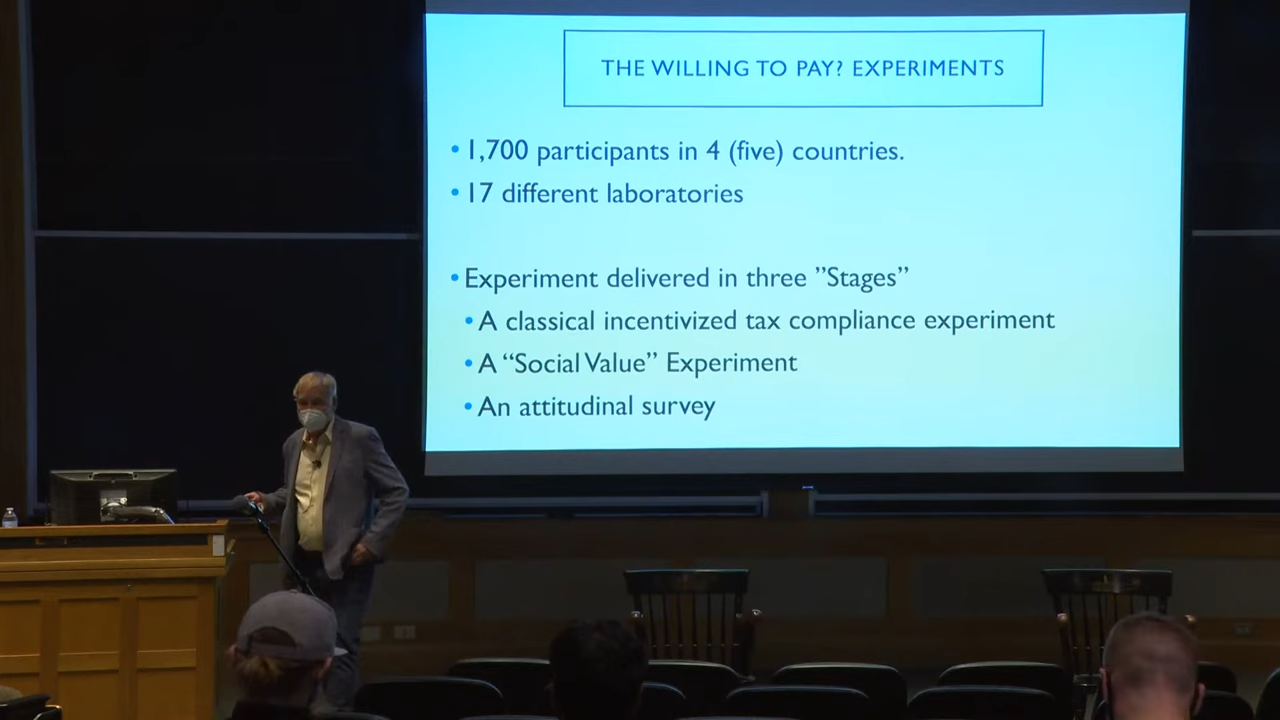 THE WILLING TO PAY? EXPERIMENTS
•1,700 participants in 4 (five) countries.
•17 different laboratories
•Experiment delivered in three ”Stages”
•A classical incentivized tax compliance experiment
•A “Social Value” Experiment
•An attitudinal survey